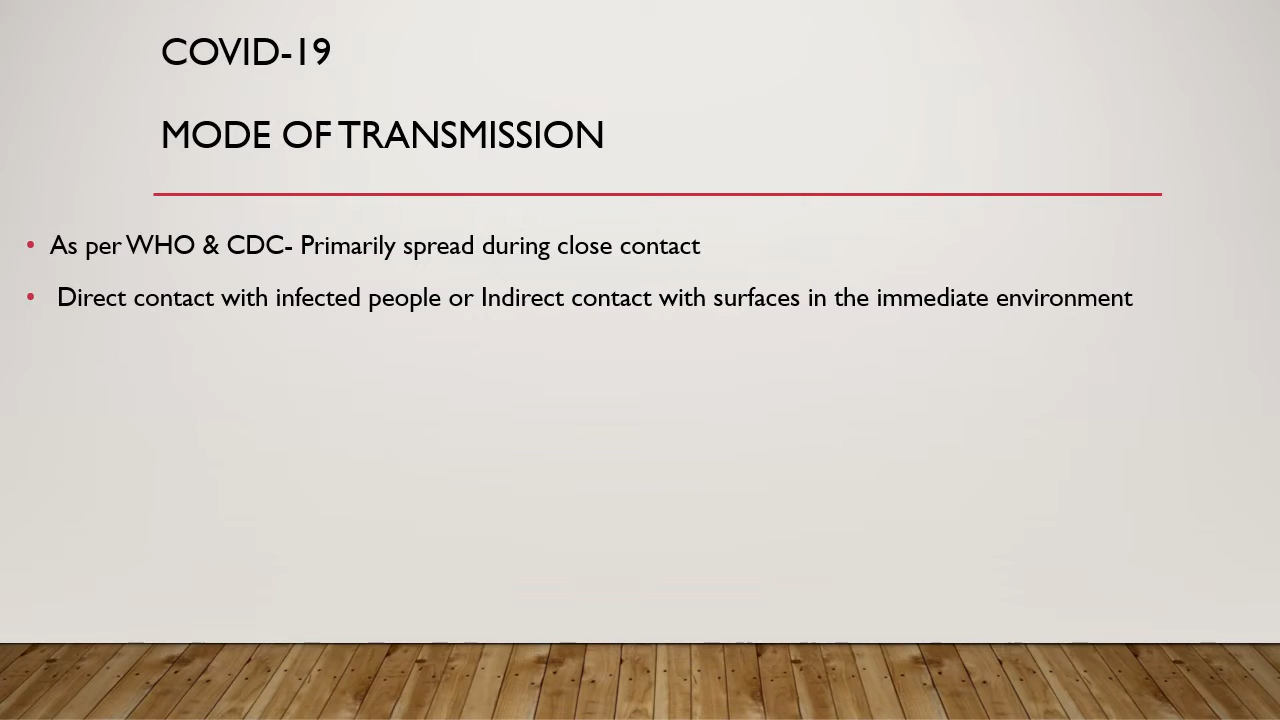 COVID-19
MODE OF TRANSMISSION
• As per WHO & CDC- Primarily spread during close contact
• Direct contact with infected people or Indirect contact with surfaces in the immediate environment